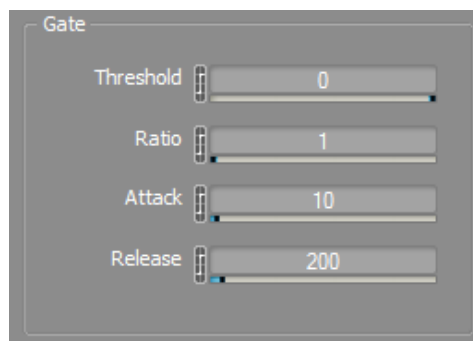 Gate
Threshold 0
Ratio 1
Attack 10
Release 200